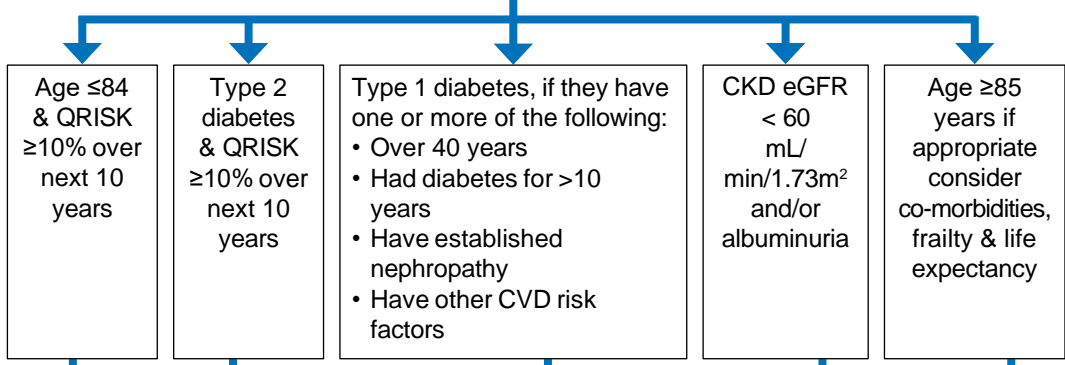 Age ≤84
& QRISK
≥10% over
next 10
years
Type 2
diabetes
& QRISK
≥10% over
next 10
years
Type 1 diabetes, if they have
one or more of the following:
• Over 40 years
• Had diabetes for >10
years
• Have established
nephropathy
• Have other CVD risk
factors
CKD eGFR
< 60
mL/
min/1.73m²
and/or
albuminuria
Age ≥85
years if
appropriate
consider
co-morbidities,
frailty & life
expectancy